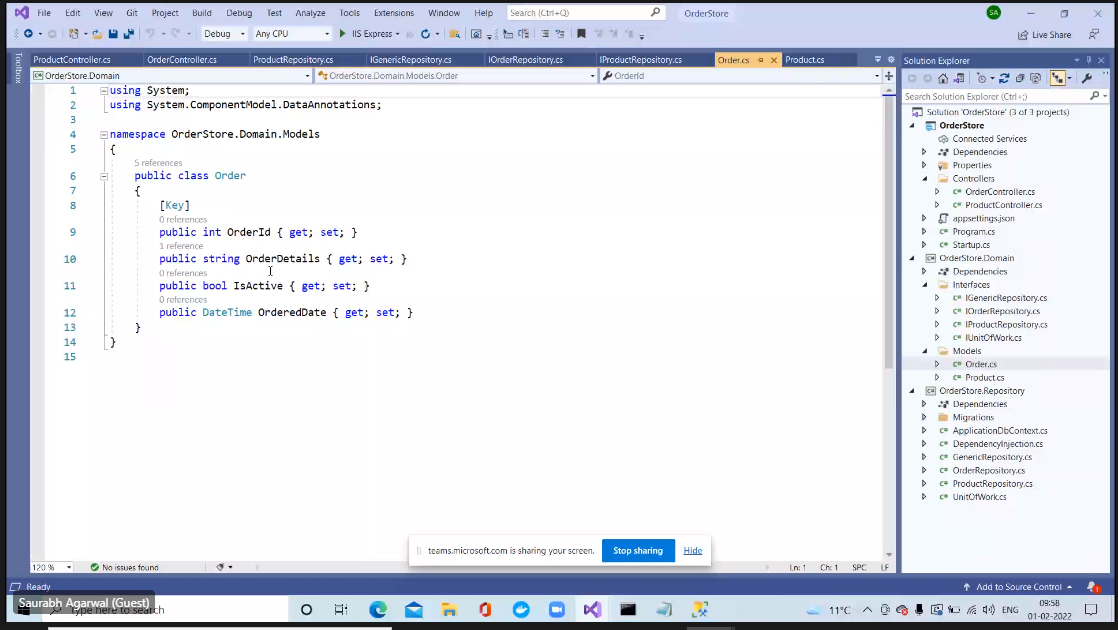 File Edit View Git Project Build Debug Test Analyze Tools Extensions Window Help Search (Ctrl+Q) OrderStore SA
Debug Any CPU IIS Express Live Share
ProductController.cs OrderController.cs ProductRepository.cs IGenericRepository.cs IOrderRepository.cs IProductRepository.cs Order.cs Product.cs
Toolbox
OrderStore.Domain OrderStore.Domain.Models.Order OrderId
1 using System;
2 using System.ComponentModel.DataAnnotations;
3
4 namespace OrderStore.Domain.Models
5 {
5 references
6 public class Order
7 {
8 [Key]
0 references
9 public int OrderId { get; set; }
1 reference
10 public string OrderDetails { get; set; }
0 references
11 public bool IsActive { get; set; }
0 references
12 public DateTime OrderedDate { get; set; }
13 }
14 }
15
Solution Explorer
Search Solution Explorer (Ctrl+;)
Solution 'OrderStore' (3 of 3 projects)
OrderStore
Connected Services
Dependencies
Properties
Controllers
OrderController.cs
ProductController.cs
appsettings.json
Program.cs
Startup.cs
OrderStore.Domain
Dependencies
Interfaces
IGenericRepository.cs
IOrderRepository.cs
IProductRepository.cs
IUnitOfWork.cs
Models
Order.cs
Product.cs
OrderStore.Repository
Dependencies
Migrations
ApplicationDbContext.cs
DependencyInjection.cs
GenericRepository.cs
OrderRepository.cs
ProductRepository.cs
UnitOfWork.cs
teams.microsoft.com is sharing your screen. Stop sharing Hide
120 % No issues found Ln: 1 Ch: 1 SPC LF
Ready Add to Source Control 1
Saurabh Agarwal (Guest)
Type here to search
11°C ENG 09:58
01-02-2022